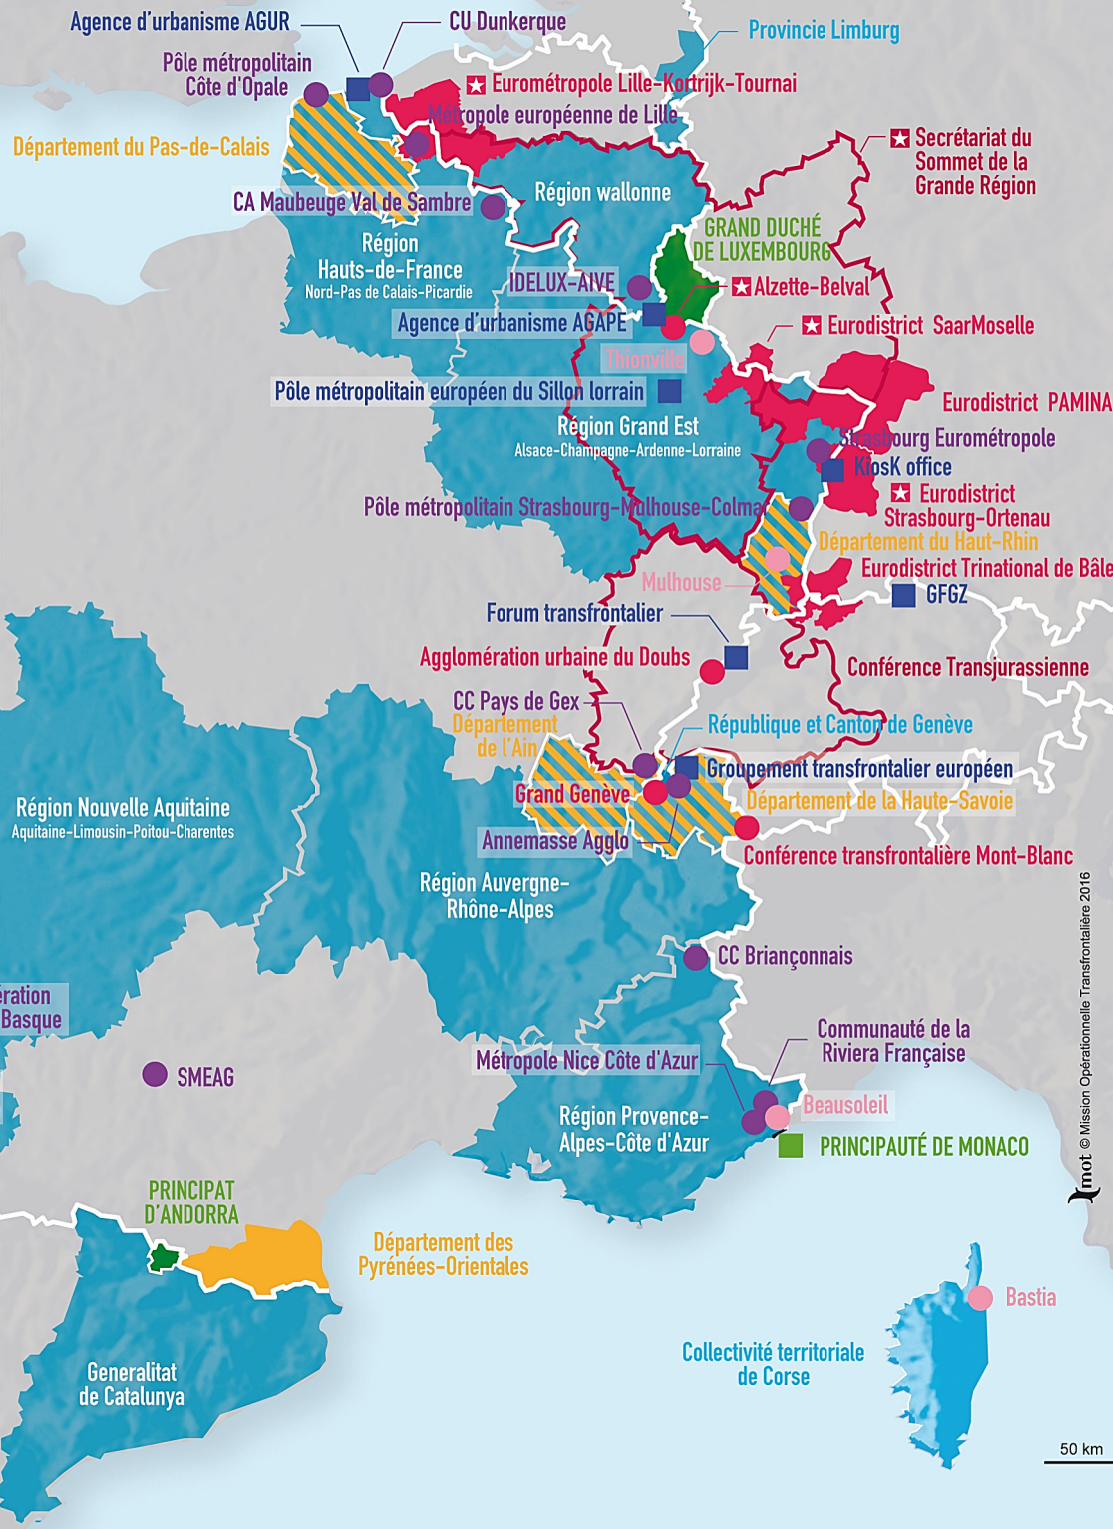 Agence d’urbanisme AGUR
CU Dunkerque
Provincie Limburg
Pôle métropolitain
Côte d'Opale
Eurométropole Lille-Kortrijk-Tournai
Métropole européenne de Lille
Département du Pas-de-Calais
Secrétariat du
Sommet de la
Grande Région
CA Maubeuge Val de Sambre
Région wallonne
Région
Hauts-de-France
Nord-Pas de Calais-Picardie
GRAND DUCHÉ
DE LUXEMBOURG
IDELUX-AIVE
Alzette-Belval
Agence d’urbanisme AGAPE
Eurodistrict SaarMoselle
Thionville
Pôle métropolitain européen du Sillon lorrain
Eurodistrict PAMINA
Région Grand Est
Alsace-Champagne-Ardenne-Lorraine
Strasbourg Eurométropole
KiosK office
Eurodistrict
Strasbourg-Ortenau
Pôle métropolitain Strasbourg-Mulhouse-Colmar
Département du Haut-Rhin
Eurodistrict Trinational de Bâle
Mulhouse
GFGZ
Forum transfrontalier
Agglomération urbaine du Doubs
Conférence Transjurassienne
CC Pays de Gex
Département
de l’Ain
République et Canton de Genève
Groupement transfrontalier européen
Grand Genève
Département de la Haute-Savoie
Région Nouvelle Aquitaine
Aquitaine-Limousin-Poitou-Charentes
Annemasse Agglo
Conférence transfrontalière Mont-Blanc
Région Auvergne-
Rhône-Alpes
CC Briançonnais
ération
Basque
Communauté de la
Riviera Française
Métropole Nice Côte d'Azur
SMEAG
Beausoleil
Région Provence-
Alpes-Côte d’Azur
PRINCIPAUTÉ DE MONACO
PRINCIPAT
D’ANDORRA
Département des
Pyrénées-Orientales
Bastia
Collectivité territoriale
de Corse
Generalitat
de Catalunya
50 km
mot © Mission Opérationnelle Transfrontalière 2016